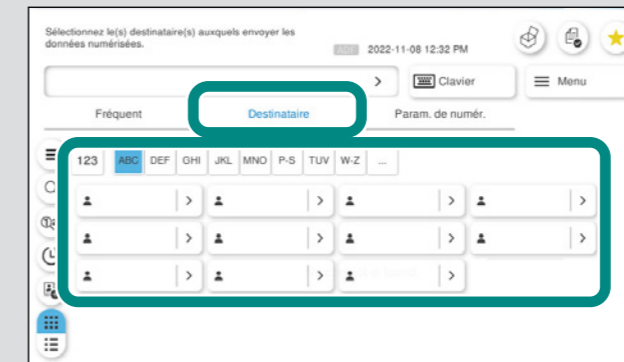 Sélectionnez le(s) destinataire(s) auxquels envoyer les
données numérisées.
ADF 2022-11-08 12:32 PM
Clavier
Menu
Fréquent Destinataire Param. de numér.
123 ABC DEF GHI JKL MNO P-S TUV W-Z ...